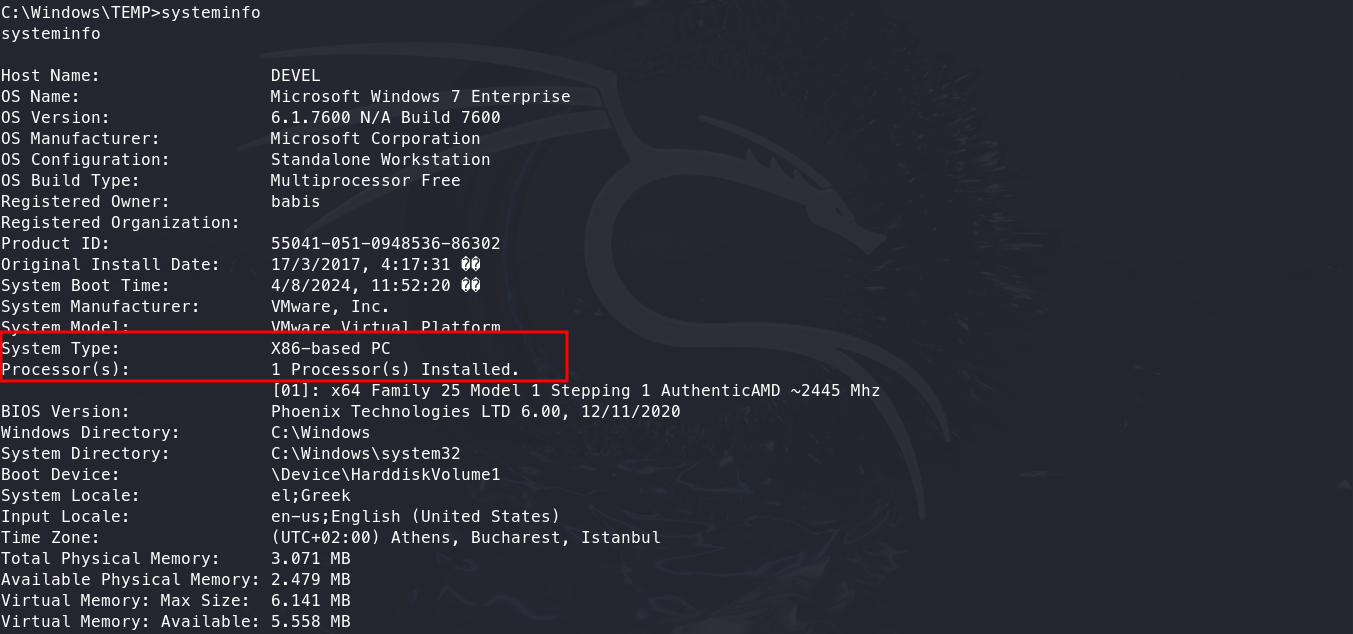 C:\Windows\TEMP>systeminfo
systeminfo
Host Name: DEVEL
OS Name: Microsoft Windows 7 Enterprise
OS Version: 6.1.7600 N/A Build 7600
OS Manufacturer: Microsoft Corporation
OS Configuration: Standalone Workstation
OS Build Type: Multiprocessor Free
Registered Owner: babis
Registered Organization:
Product ID: 55041-051-0948536-86302
Original Install Date: 17/3/2017, 4:17:31 ��
System Boot Time: 4/8/2024, 11:52:20 ��
System Manufacturer: VMware, Inc.
System Model: VMware Virtual Platform
System Type: X86-based PC
Processor(s): 1 Processor(s) Installed.
[01]: x64 Family 25 Model 1 Stepping 1 AuthenticAMD ~2445 Mhz
BIOS Version: Phoenix Technologies LTD 6.00, 12/11/2020
Windows Directory: C:\Windows
System Directory: C:\Windows\system32
Boot Device: \Device\HarddiskVolume1
System Locale: el;Greek
Input Locale: en-us;English (United States)
Time Zone: (UTC+02:00) Athens, Bucharest, Istanbul
Total Physical Memory: 3.071 MB
Available Physical Memory: 2.479 MB
Virtual Memory: Max Size: 6.141 MB
Virtual Memory: Available: 5.558 MB